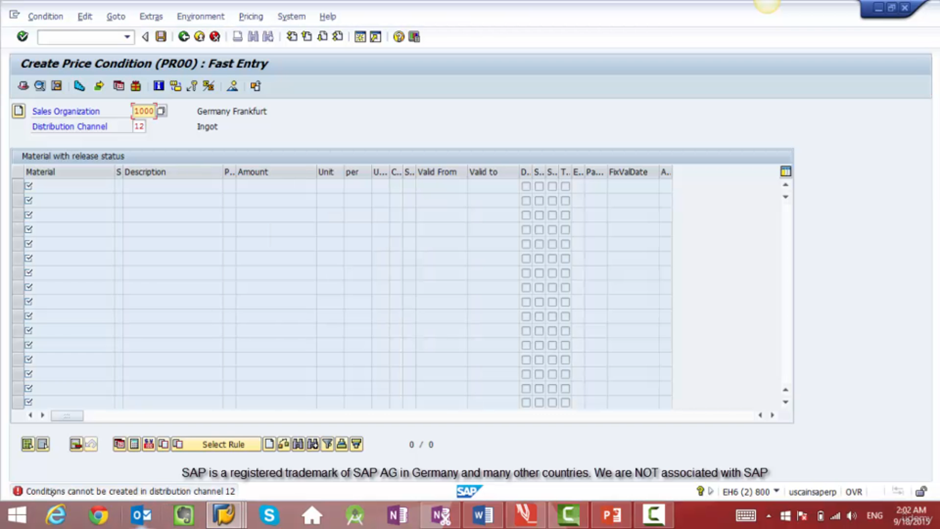 Condition Edit Goto Extras Environment Pricing System Help
Create Price Condition (PR00) : Fast Entry
Sales Organization 1000 Germany Frankfurt
Distribution Channel 12 Ingot
Material with release status
Material S Description P.. Amount Unit per U... C.. S.. Valid From Valid to D.. S.. S.. T.. E.. Pa... FixValDate A..
Select Rule 0 / 0
SAP is a registered trademark of SAP AG in Germany and many other countries. We are NOT associated with SAP
Conditions cannot be created in distribution channel 12 SAP EH6 (2) 800 uscainsaperp OVR
ENG 2:02 AM